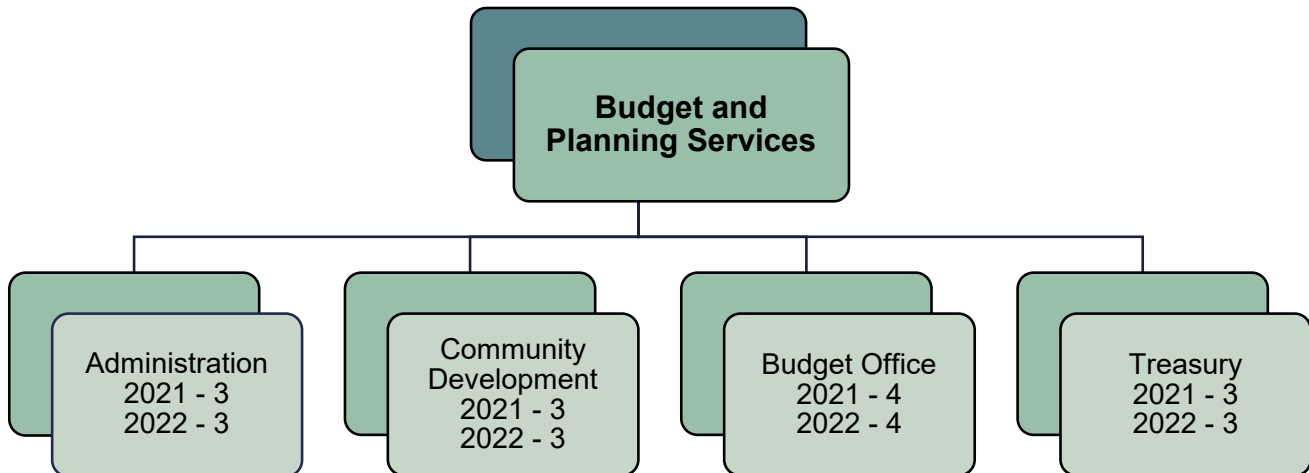 Budget and
Planning Services
Administration
2021 - 3
2022 - 3
Community
Development
2021 - 3
2022 - 3
Budget Office
2021 - 4
2022 - 4
Treasury
2021 - 3
2022 - 3